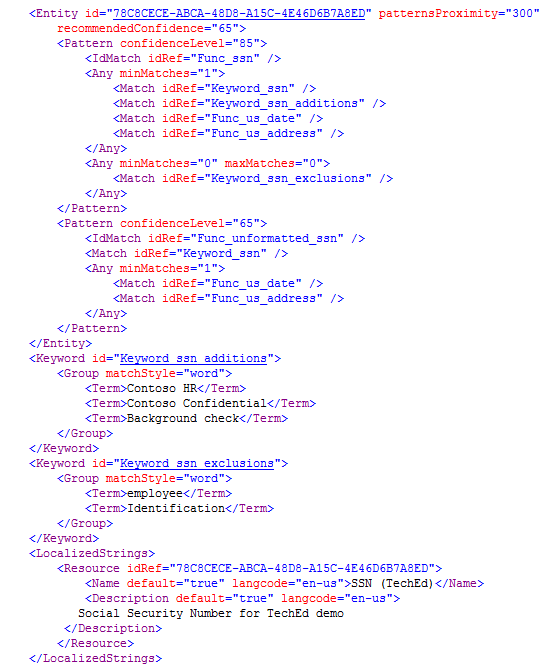 <Entity id="78C8CECE-ABCA-48D8-A15C-4E46D6B7A8ED" patternsProximity="300"
recommendedConfidence="65">
<Pattern confidenceLevel="85">
<IdMatch idRef="Func_ssn" />
<Any minMatches="1">
<Match idRef="Keyword_ssn" />
<Match idRef="Keyword_ssn_additions" />
<Match idRef="Func_us_date" />
<Match idRef="Func_us_address" />
</Any>
<Any minMatches="0" maxMatches="0">
<Match idRef="Keyword_ssn_exclusions" />
</Any>
</Pattern>
<Pattern confidenceLevel="65">
<IdMatch idRef="Func_unformatted_ssn" />
<Match idRef="Keyword_ssn" />
<Any minMatches="1">
<Match idRef="Func_us_date" />
<Match idRef="Func_us_address" />
</Any>
</Pattern>
</Entity>
<Keyword id="Keyword_ssn_additions">
<Group matchStyle="word">
<Term>Contoso HR</Term>
<Term>Contoso Confidential</Term>
<Term>Background check</Term>
</Group>
</Keyword>
<Keyword id="Keyword_ssn_exclusions">
<Group matchStyle="word">
<Term>employee</Term>
<Term>Identification</Term>
</Group>
</Keyword>
<LocalizedStrings>
<Resource idRef="78C8CECE-ABCA-48D8-A15C-4E46D6B7A8ED">
<Name default="true" langcode="en-us">SSN (TechEd)</Name>
<Description default="true" langcode="en-us">
Social Security Number for TechEd demo
</Description>
</Resource>
</LocalizedStrings>